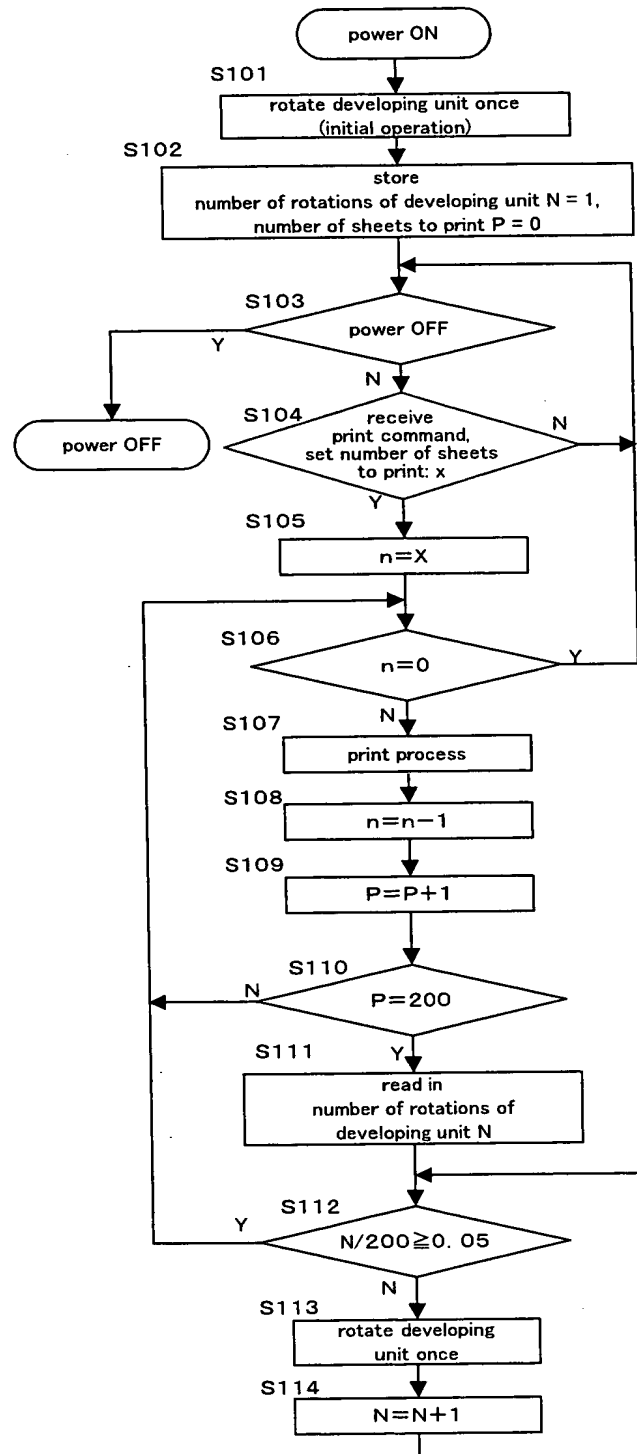 power ON
S101
rotate developing unit once
(initial operation)
S102
store
number of rotations of developing unit N = 1,
number of sheets to print P = 0
S103
power OFF
Y
N
power OFF
S104
receive
print command,
set number of sheets
to print: x
N
Y
S105
n=X
S106
n=0
Y
N
S107
print process
S108
n=n-1
S109
P=P+1
S110
N
P=200
Y
S111
read in
number of rotations of
developing unit N
S112
Y
N/200≧0. 05
N
S113
rotate developing
unit once
S114
N=N+1